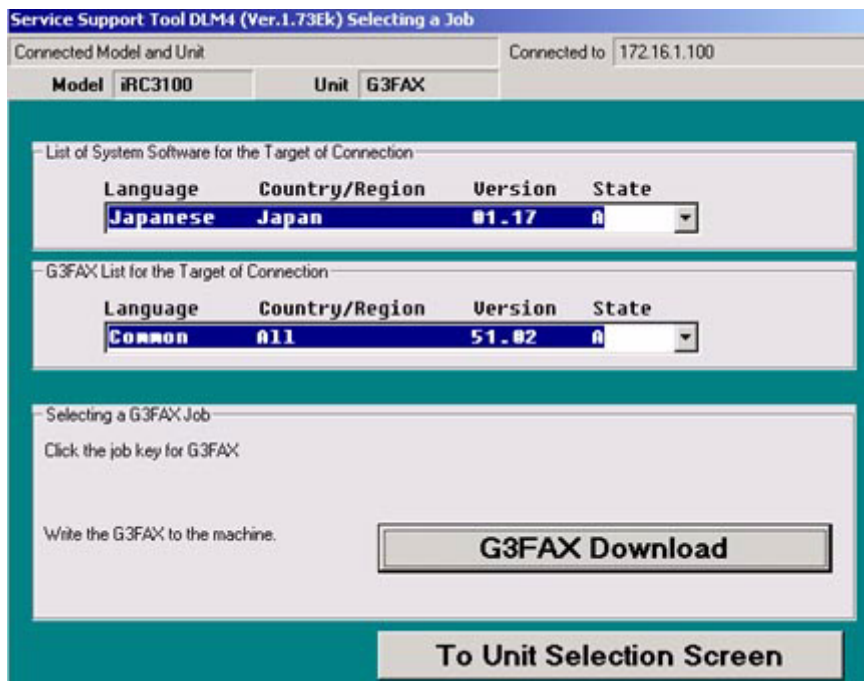 Service Support Tool DLM4 (Ver.1.73Ek) Selecting a Job
Connected Model and Unit Connected to 172.16.1.100
Model iRC3100 Unit G3FAX
List of System Software for the Target of Connection
Language Country/Region Version State
Japanese Japan 01.17 A
G3FAX List for the Target of Connection
Language Country/Region Version State
Common All 51.02 A
Selecting a G3FAX Job
Click the job key for G3FAX
Write the G3FAX to the machine. G3FAX Download
To Unit Selection Screen